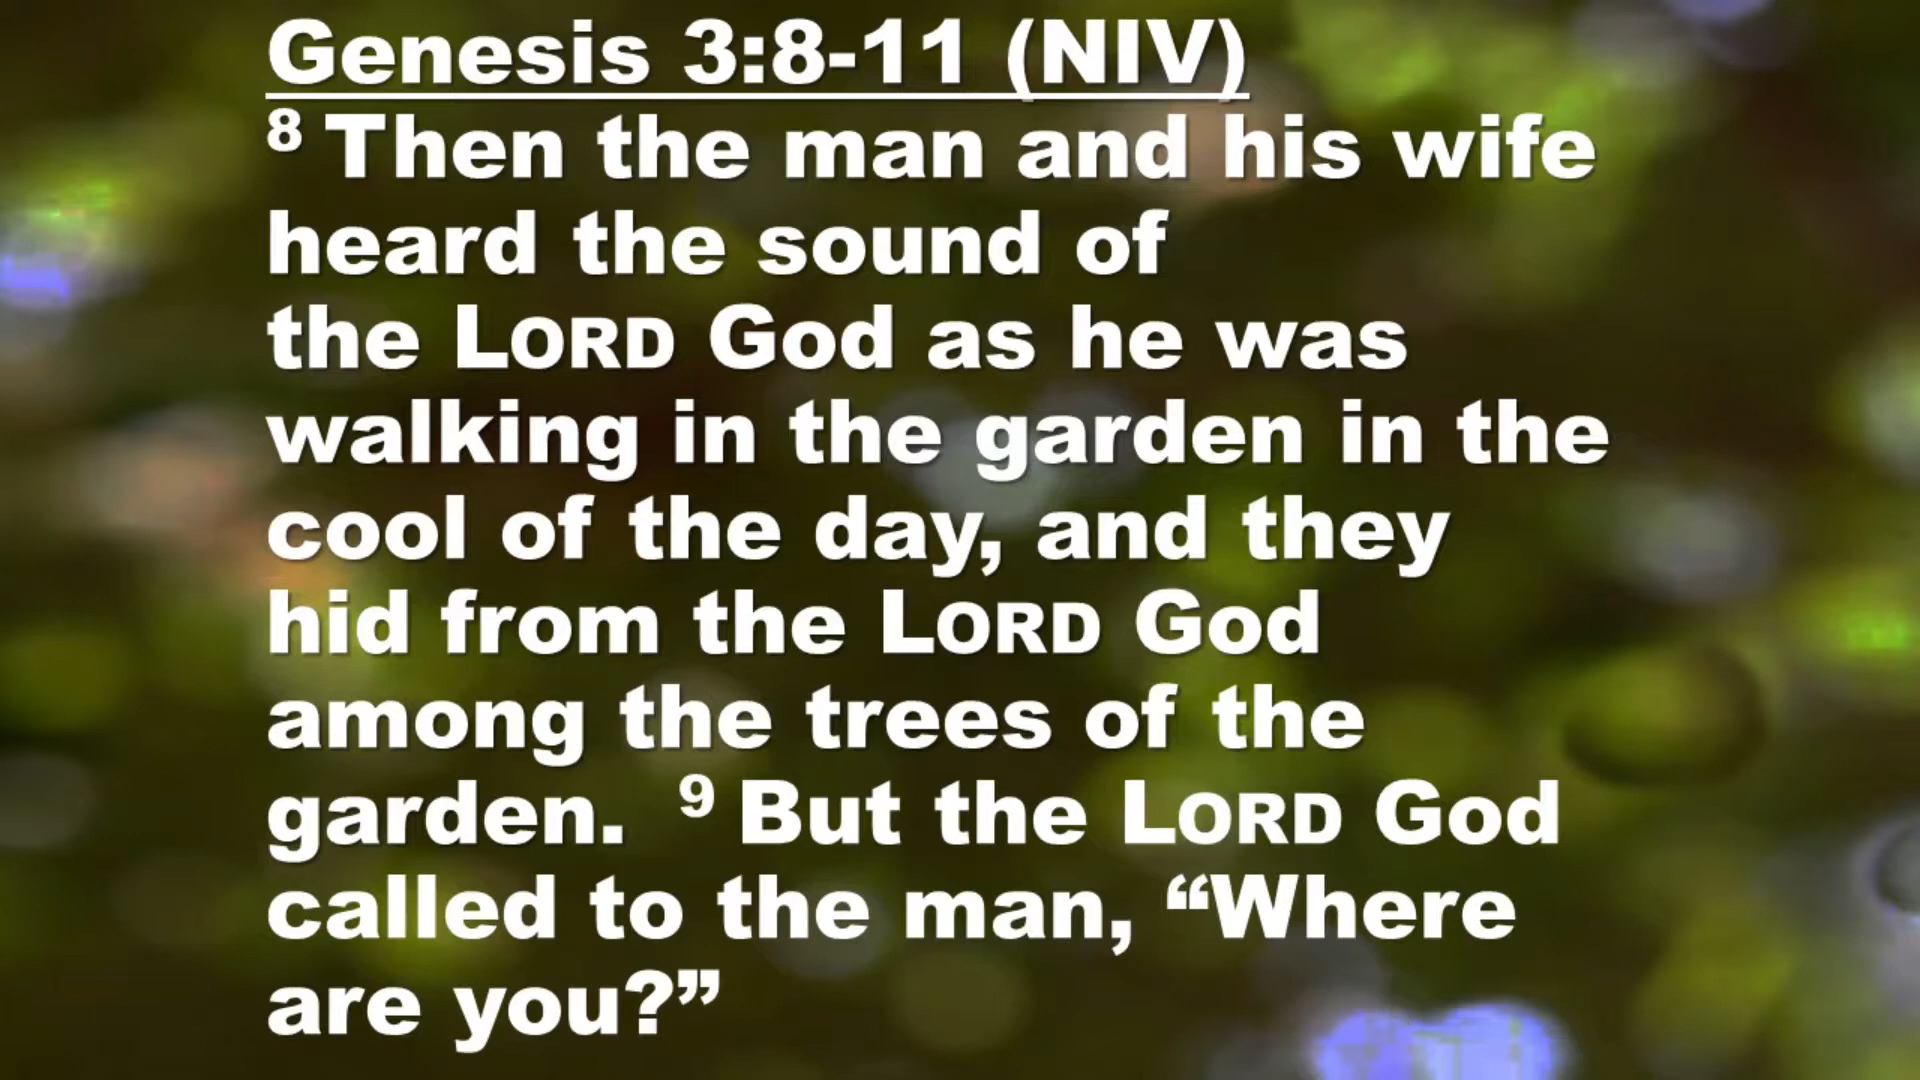 Genesis 3:8-11 (NIV)
8 Then the man and his wife
heard the sound of
the LORD God as he was
walking in the garden in the
cool of the day, and they
hid from the LORD God
among the trees of the
garden. 9 But the LORD God
called to the man, “Where
are you?”